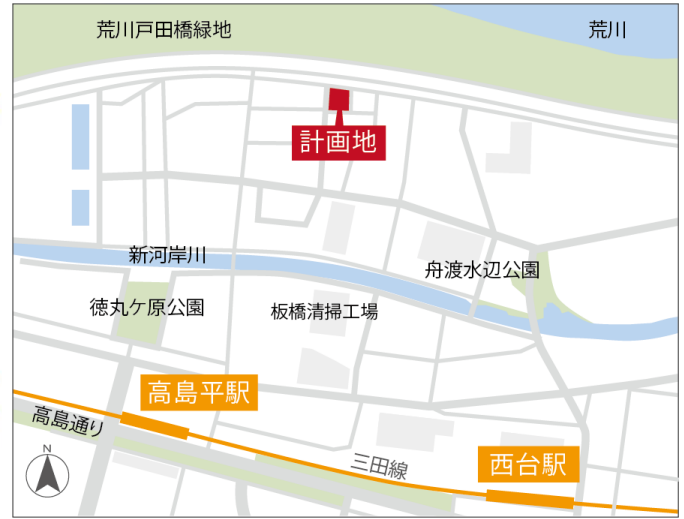 荒川戸田橋緑地
荒川
計画地
新河岸川
舟渡水辺公園
徳丸ケ原公園
板橋清掃工場
高島平駅
高島通り
三田線
西台駅
N